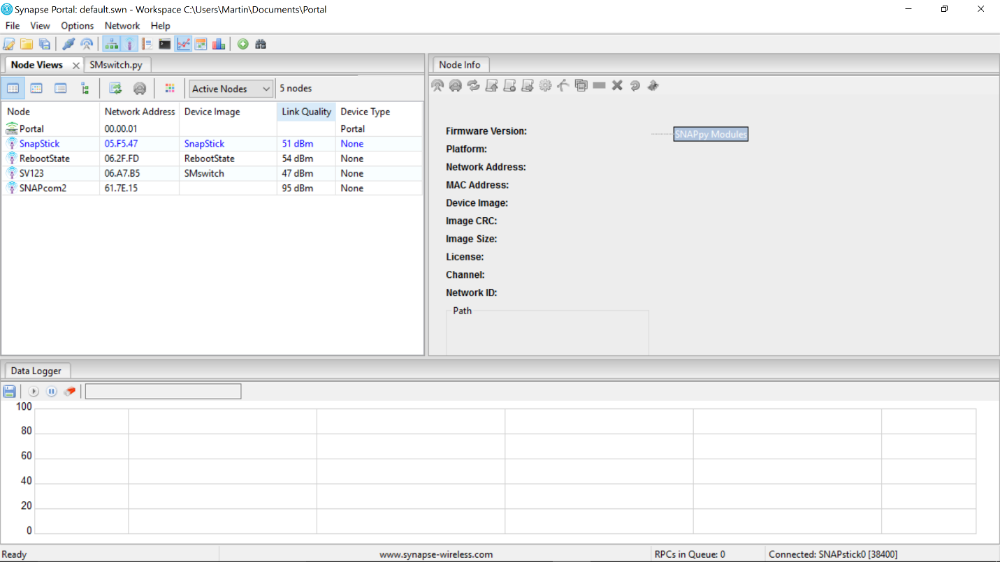 Synapse Portal: default.swn - Workspace C:\Users\Martin\Documents\Portal
File View Options Network Help
Node Views SMswitch.py
Active Nodes 5 nodes
Node Network Address Device Image Link Quality Device Type
Portal 00.00.01 Portal
SnapStick 05.F5.47 SnapStick 51 dBm None
RebootState 06.2F.FD RebootState 54 dBm None
SV123 06.A7.B5 SMswitch 47 dBm None
SNAPcom2 61.7E.15 95 dBm None
Node Info
Firmware Version:
Platform:
Network Address:
MAC Address:
Device Image:
Image CRC:
Image Size:
License:
Channel:
Network ID:
Path
SNAPpy Modules
Data Logger
100
80
60
40
20
0
Ready www.synapse-wireless.com RPCs in Queue: 0 Connected: SNAPstick0 [38400]